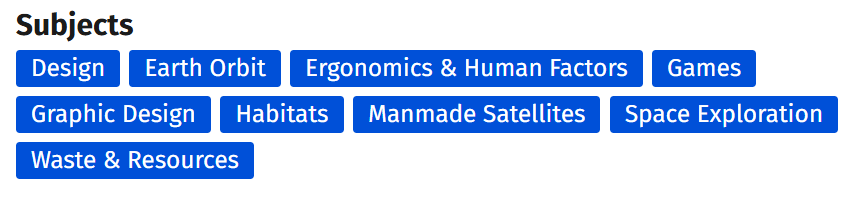 Subjects
Design Earth Orbit Ergonomics & Human Factors Games
Graphic Design Habitats Manmade Satellites Space Exploration
Waste & Resources